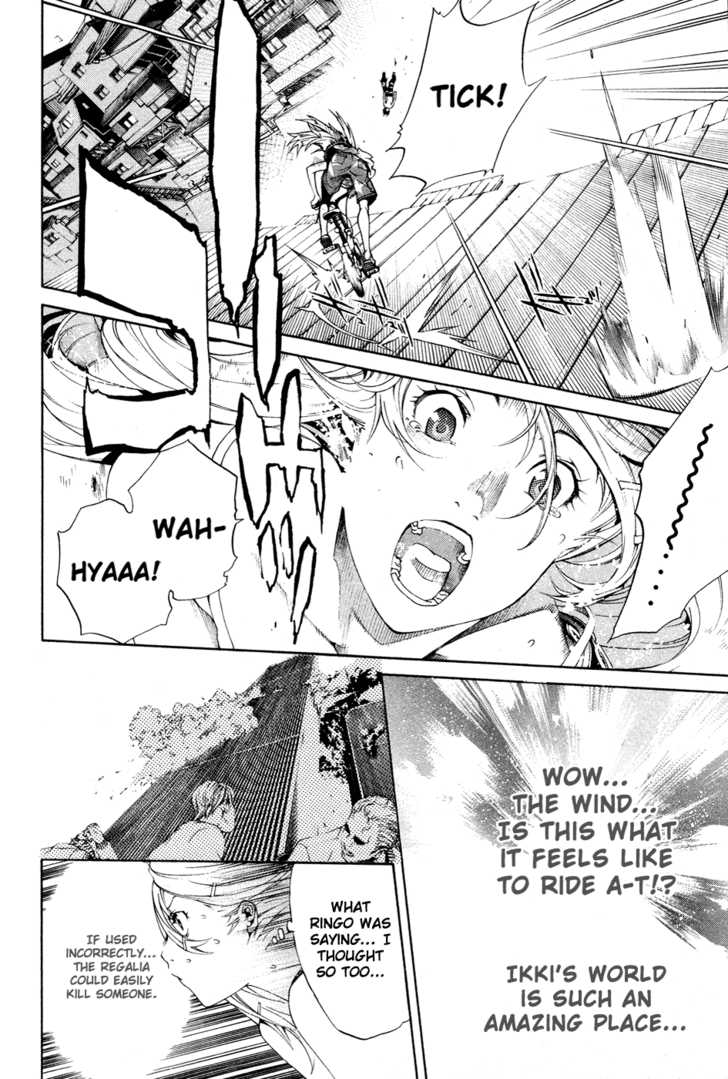 TICK!
WAH-
HYAAA!
WOW...
THE WIND...
IS THIS WHAT
IT FEELS LIKE
TO RIDE A-T!?
IKKI'S WORLD
IS SUCH AN
AMAZING PLACE...
WHAT
RINGO WAS
SAYING... I
THOUGHT
SO TOO...
IF USED
INCORRECTLY...
THE REGALIA
COULD EASILY
KILL SOMEONE.